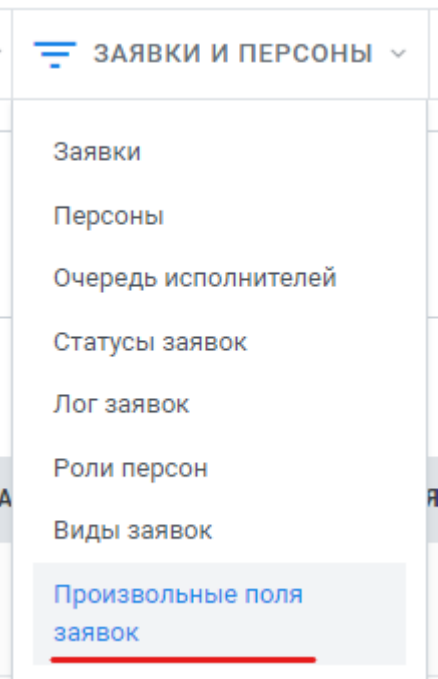 ЗАЯВКИ И ПЕРСОНЫ
Заявки
Персоны
Очередь исполнителей
Статусы заявок
Лог заявок
Роли персон
Виды заявок
Произвольные поля
заявок